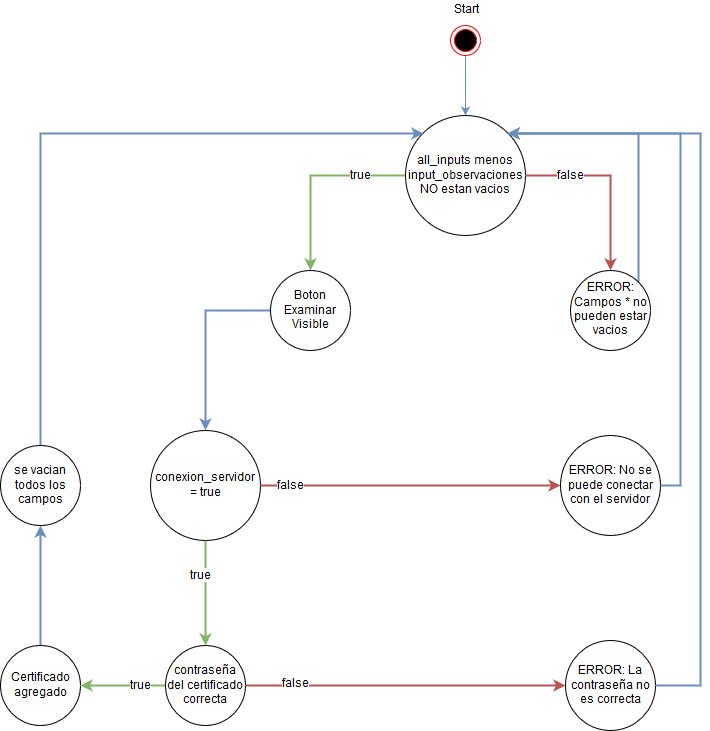 Start
all_inputs menos
input_observaciones
NO estan vacios
true
false
Boton
Examinar
Visible
ERROR:
Campos * no
pueden estar
vacios
se vacian
todos los
campos
conexion_servidor
= true
false
ERROR: No se
puede conectar
con el servidor
true
Certificado
agregado
true
contraseña
del certificado
correcta
false
ERROR: La
contraseña no
es correcta